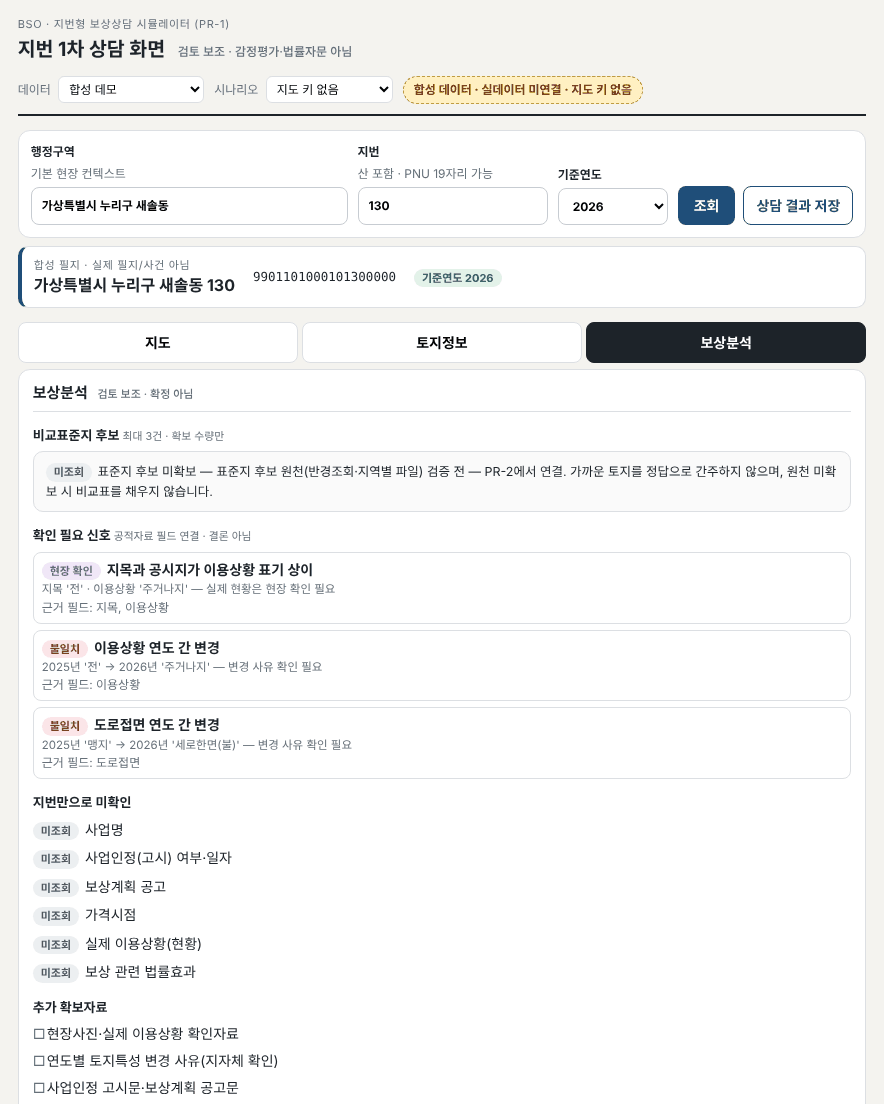 BSO · 지번형 보상상담 시뮬레이터 (PR-1)
지번 1차 상담 화면 검토 보조 · 감정평가·법률자문 아님
데이터 합성 데모 시나리오 지도 키 없음 합성 데이터 · 실데이터 미연결 · 지도 키 없음
행정구역
기본 현장 컨텍스트
가상특별시 누리구 새솔동
지번
산 포함 · PNU 19자리 가능
130
기준연도
2026
조회
상담 결과 저장
합성 필지 · 실제 필지/사건 아님
가상특별시 누리구 새솔동 130 9901101000101300000 기준연도 2026
지도 토지정보 보상분석
보상분석 검토 보조 · 확정 아님
비교표준지 후보 최대 3건 · 확보 수량만
미조회 표준지 후보 미확보 — 표준지 후보 원천(반경조회·지역별 파일) 검증 전 — PR-2에서 연결. 가까운 토지를 정답으로 간주하지 않으며, 원천 미확
보 시 비교표를 채우지 않습니다.
확인 필요 신호 공적자료 필드 연결 · 결론 아님
현장 확인 지목과 공시지가 이용상황 표기 상이
지목 '전' · 이용상황 '주거나지' — 실제 현황은 현장 확인 필요
근거 필드: 지목, 이용상황
불일치 이용상황 연도 간 변경
2025년 '전' → 2026년 '주거나지' — 변경 사유 확인 필요
근거 필드: 이용상황
불일치 도로접면 연도 간 변경
2025년 '맹지' → 2026년 '세로한면(불)' — 변경 사유 확인 필요
근거 필드: 도로접면
지번만으로 미확인
미조회 사업명
미조회 사업인정(고시) 여부·일자
미조회 보상계획 공고
미조회 가격시점
미조회 실제 이용상황(현황)
미조회 보상 관련 법률효과
추가 확보자료
☐ 현장사진·실제 이용상황 확인자료
☐ 연도별 토지특성 변경 사유(지자체 확인)
☐ 사업인정 고시문·보상계획 공고문